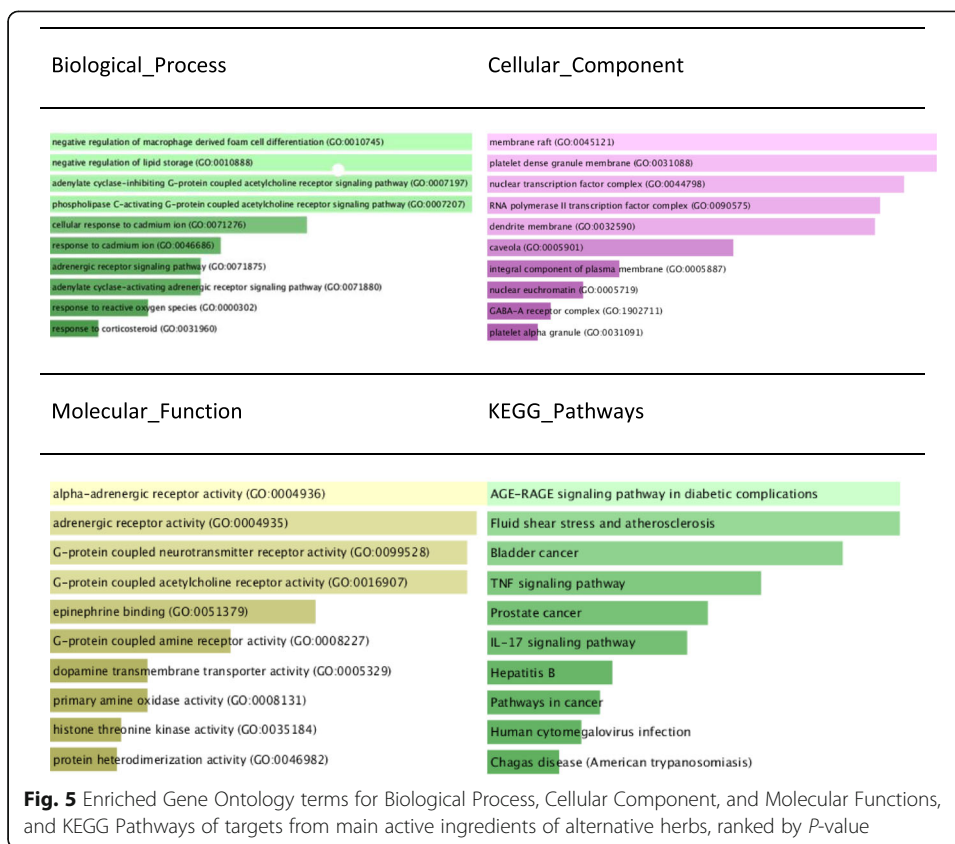 Biological_Process
Cellular_Component
negative regulation of macrophage derived foam cell differentiation (GO:0010745)
negative regulation of lipid storage (GO:0010888)
adenylate cyclase-inhibiting G-protein coupled acetylcholine receptor signaling pathway (GO:0007197)
phospholipase C-activating G-protein coupled acetylcholine receptor signaling pathway (GO:0007207)
cellular response to cadmium ion (GO:0071276)
response to cadmium ion (GO:0046686)
adrenergic receptor signaling pathway (GO:0071875)
adenylate cyclase-activating adrenergic receptor signaling pathway (GO:0071880)
response to reactive oxygen species (GO:0000302)
response to corticosteroid (GO:0031960)
membrane raft (GO:0045121)
platelet dense granule membrane (GO:0031088)
nuclear transcription factor complex (GO:0044798)
RNA polymerase II transcription factor complex (GO:0090575)
dendrite membrane (GO:0032590)
caveola (GO:0005901)
integral component of plasma membrane (GO:0005887)
nuclear euchromatin (GO:0005719)
GABA-A receptor complex (GO:1902711)
platelet alpha granule (GO:0031091)
Molecular_Function
KEGG_Pathways
alpha-adrenergic receptor activity (GO:0004936)
adrenergic receptor activity (GO:0004935)
G-protein coupled neurotransmitter receptor activity (GO:0099528)
G-protein coupled acetylcholine receptor activity (GO:0016907)
epinephrine binding (GO:0051379)
G-protein coupled amine receptor activity (GO:0008227)
dopamine transmembrane transporter activity (GO:0005329)
primary amine oxidase activity (GO:0008131)
histone threonine kinase activity (GO:0035184)
protein heterodimerization activity (GO:0046982)
AGE-RAGE signaling pathway in diabetic complications
Fluid shear stress and atherosclerosis
Bladder cancer
TNF signaling pathway
Prostate cancer
IL-17 signaling pathway
Hepatitis B
Pathways in cancer
Human cytomegalovirus infection
Chagas disease (American trypanosomiasis)
Fig. 5 Enriched Gene Ontology terms for Biological Process, Cellular Component, and Molecular Functions,
and KEGG Pathways of targets from main active ingredients of alternative herbs, ranked by P-value